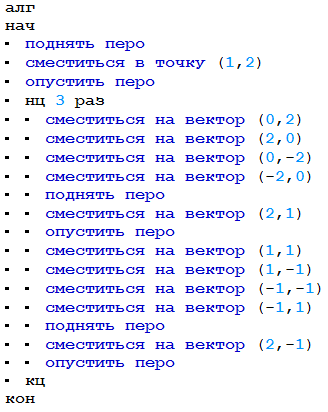 алг
нач
▪ поднять перо
▪ сместиться в точку (1,2)
▪ опустить перо
▪ нц 3 раз
▪ ▪ сместиться на вектор (0,2)
▪ ▪ сместиться на вектор (2,0)
▪ ▪ сместиться на вектор (0,-2)
▪ ▪ сместиться на вектор (-2,0)
▪ ▪ поднять перо
▪ ▪ сместиться на вектор (2,1)
▪ ▪ опустить перо
▪ ▪ сместиться на вектор (1,1)
▪ ▪ сместиться на вектор (1,-1)
▪ ▪ сместиться на вектор (-1,-1)
▪ ▪ сместиться на вектор (-1,1)
▪ ▪ поднять перо
▪ ▪ сместиться на вектор (2,-1)
▪ ▪ опустить перо
▪ кц
кон